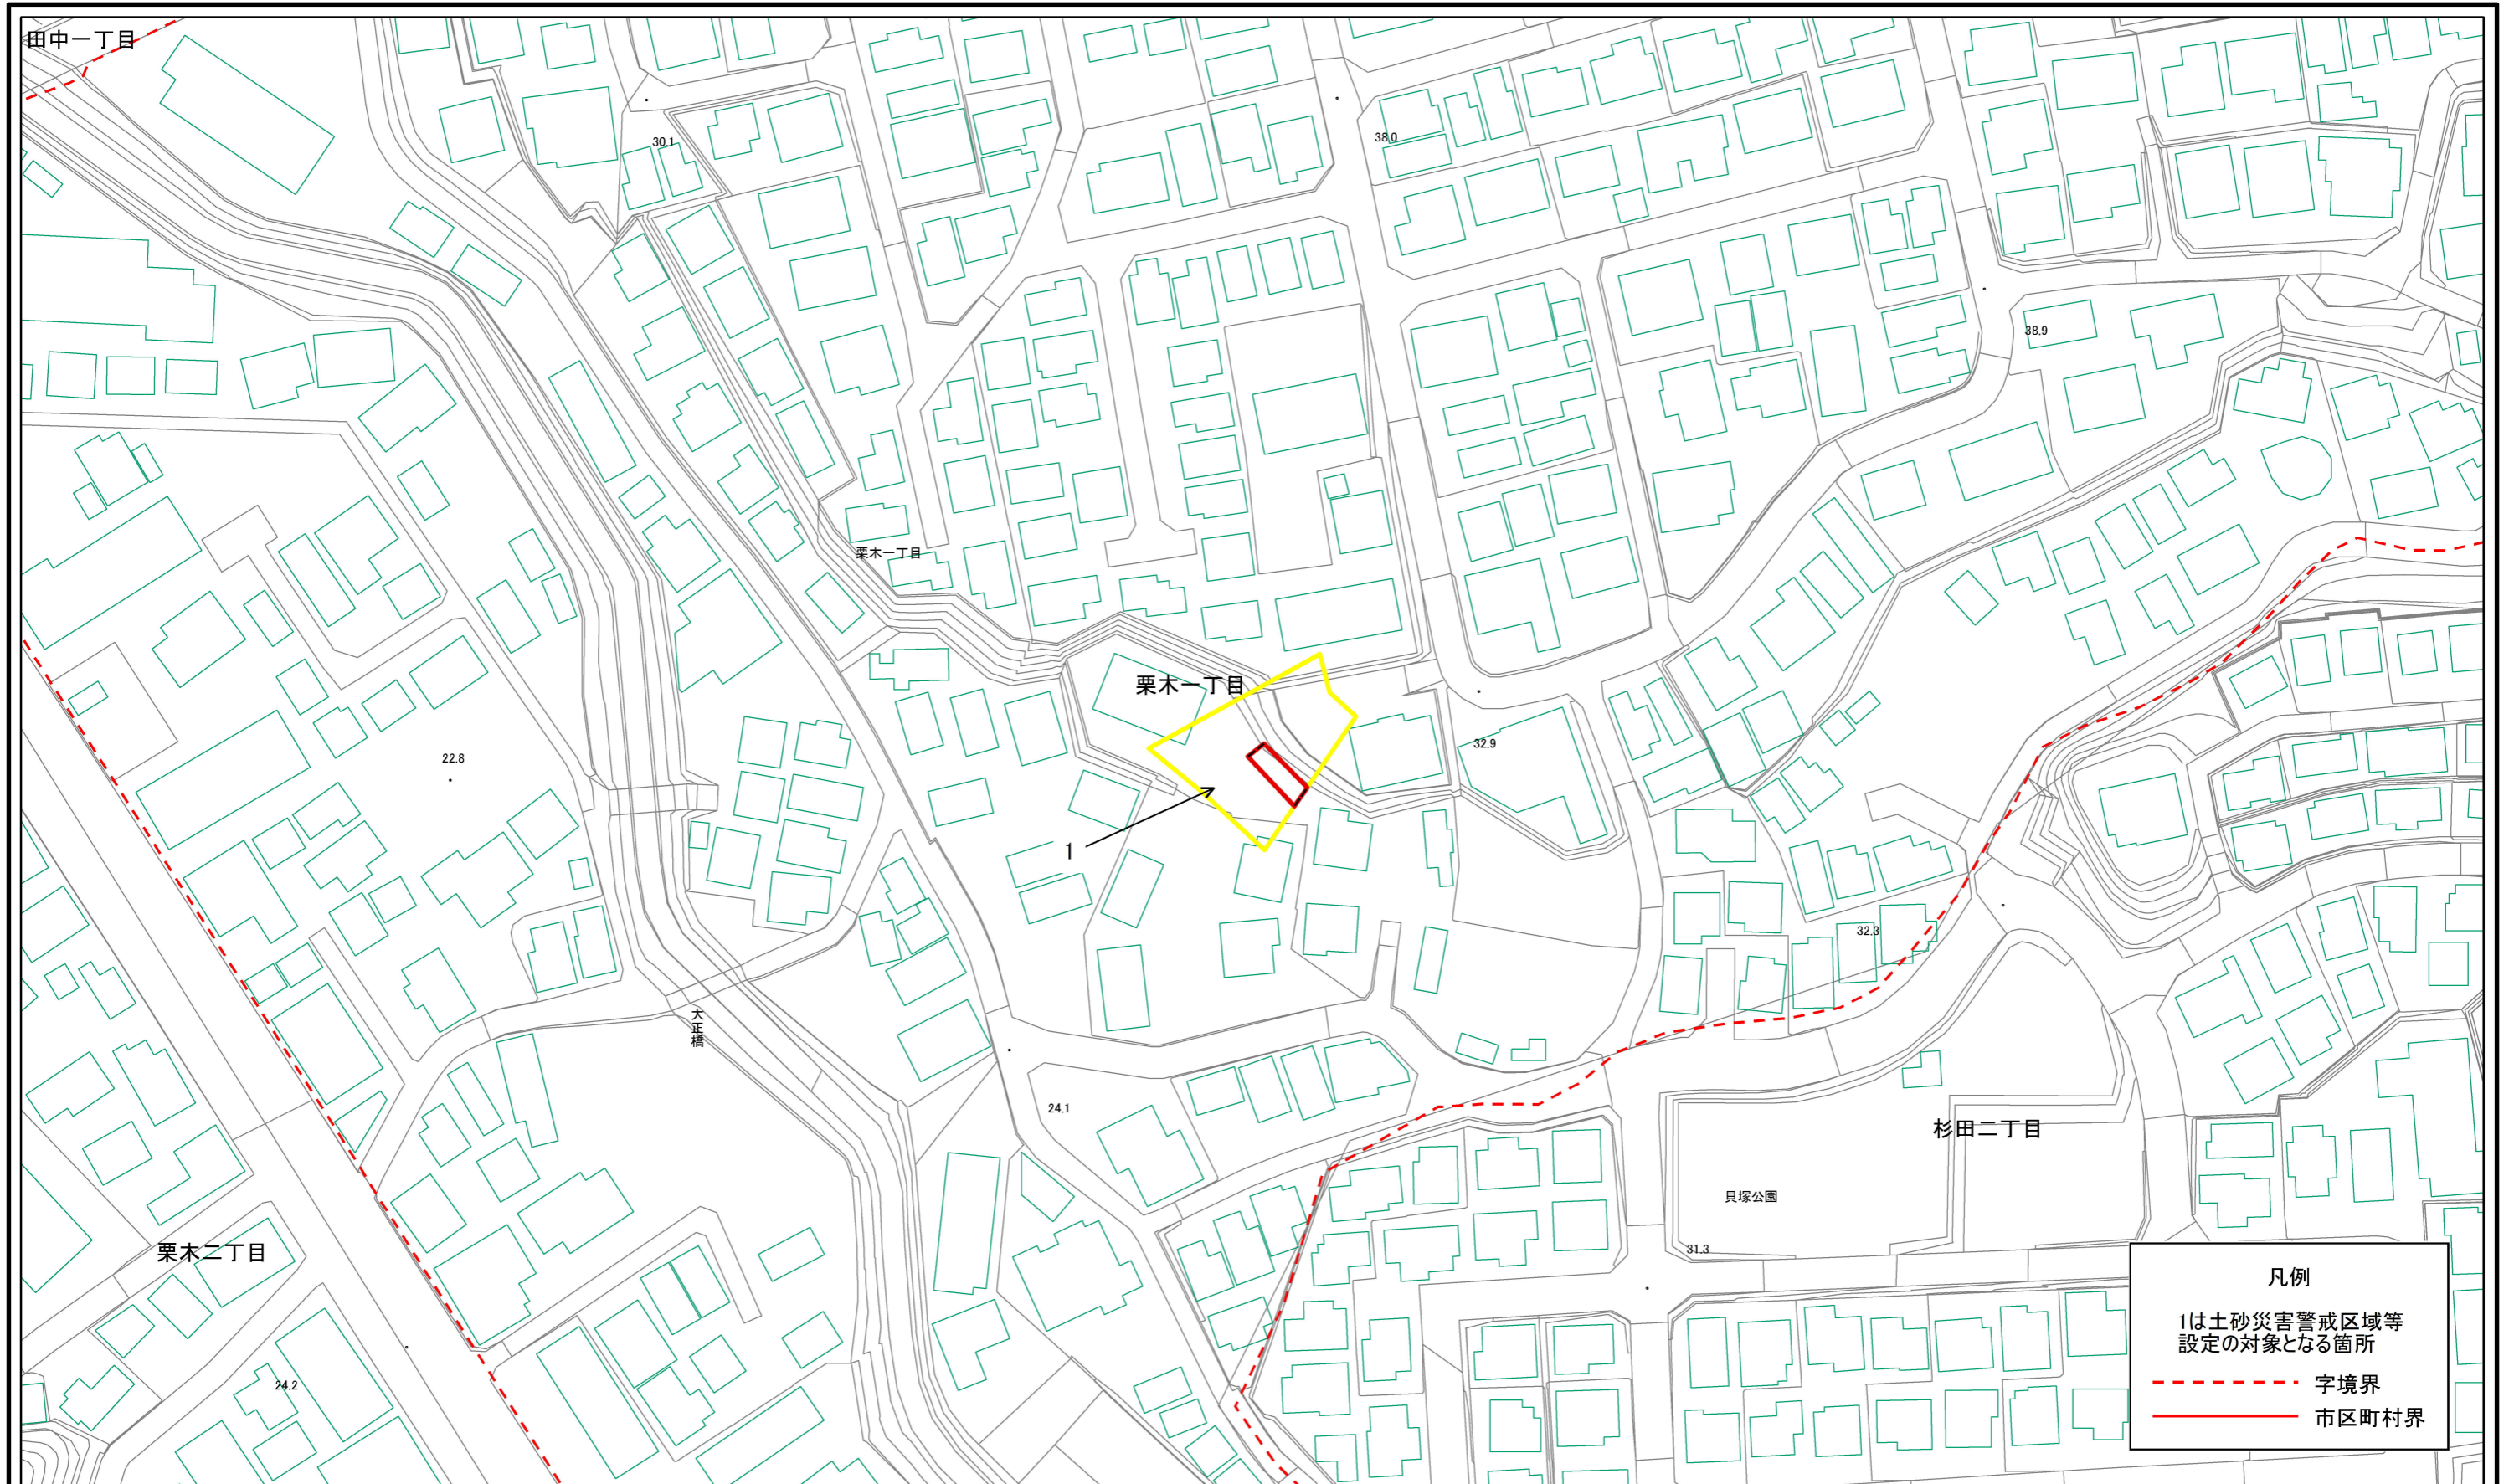 田中一丁目
30.1
38.0
38.9
栗木一丁目
栗木一丁目
32.9
22.8
1
32.3
大正橋
24.1
杉田二丁目
貝塚公園
31.3
栗木二丁目
24.2
凡例
1は土砂災害警戒区域等
設定の対象となる箇所
字境界
市区町村界